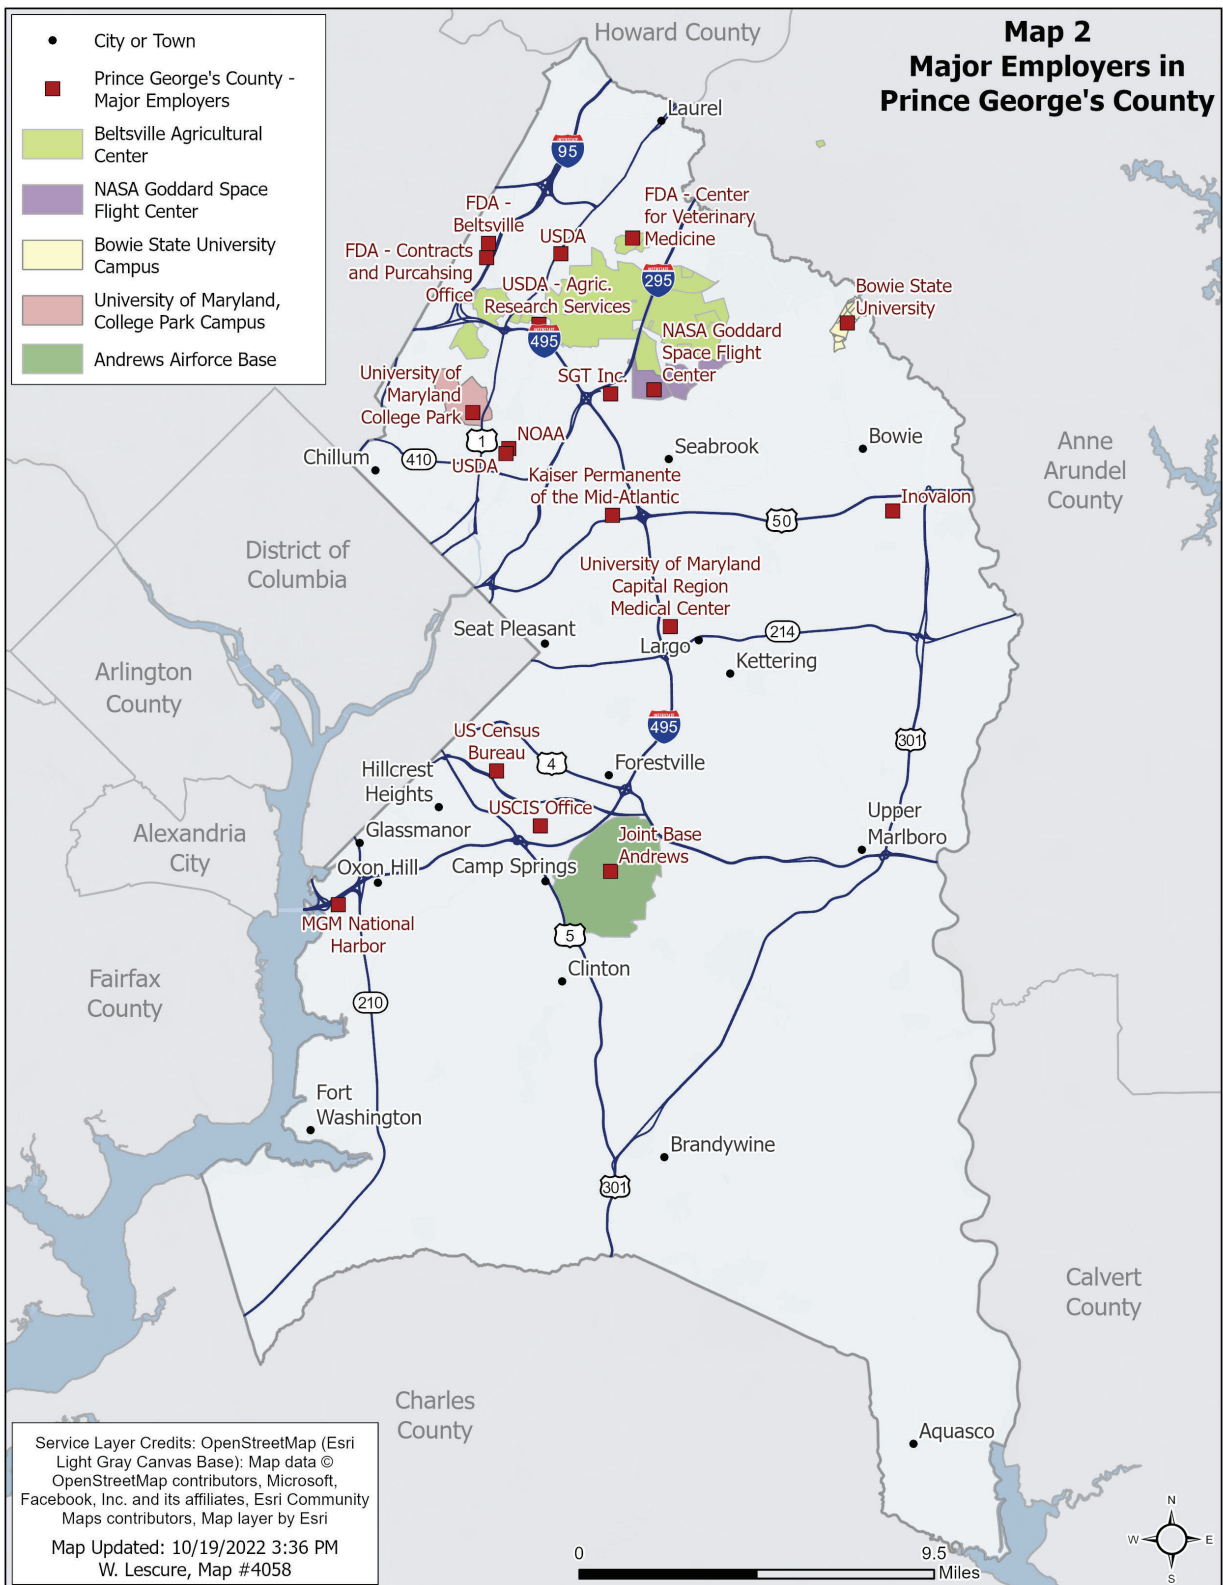 Map 2
Major Employers in
Prince George's County
City or Town
Prince George's County -
Major Employers
Beltsville Agricultural
Center
NASA Goddard Space
Flight Center
Bowie State University
Campus
University of Maryland,
College Park Campus
Andrews Airforce Base
Howard County
Laurel
95
FDA -
Beltsville
FDA - Center
for Veterinary
Medicine
USDA
FDA - Contracts
and Purcahsing
Office
USDA - Agric.
Research Services
295
Bowie State
University
495
NASA Goddard
Space Flight
Center
SGT Inc.
University of
Maryland
College Park
1
NOAA
USDA
410
Chillum
Seabrook
Bowie
Anne
Arundel
County
Kaiser Permanente
of the Mid-Atlantic
Inovalon
50
District of
Columbia
University of Maryland
Capital Region
Medical Center
Seat Pleasant
Largo
214
Kettering
Arlington
County
495
301
US Census
Bureau
4
Forestville
Hillcrest
Heights
USCIS Office
Upper
Marlboro
Alexandria
City
Glassmanor
Joint Base
Andrews
Oxon Hill
Camp Springs
MGM National
Harbor
5
Clinton
Fairfax
County
210
Fort
Washington
Brandywine
301
Calvert
County
Charles
County
Aquasco
Service Layer Credits: OpenStreetMap (Esri
Light Gray Canvas Base): Map data ©
OpenStreetMap contributors, Microsoft,
Facebook, Inc. and its affiliates, Esri Community
Maps contributors, Map layer by Esri
Map Updated: 10/19/2022 3:36 PM
W. Lescure, Map #4058
0
9.5
Miles
N
W
E
S